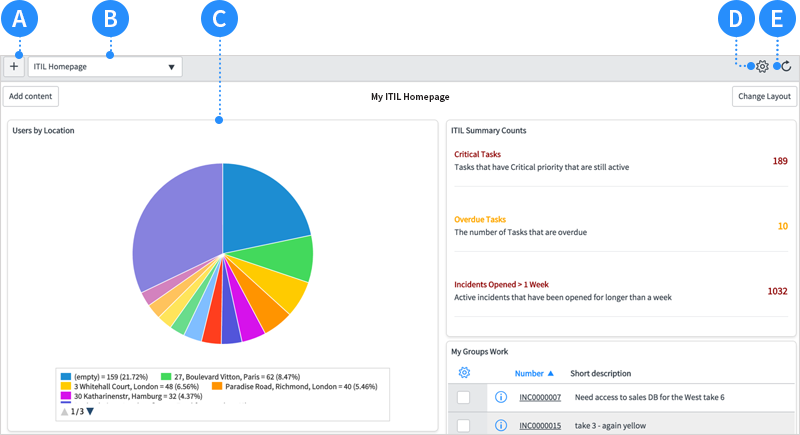 A
B
C
D
E
+
ITIL Homepage
Add content
My ITIL Homepage
Change Layout
Users by Location
(empty) = 159 (21.72%)
27, Boulevard Vitton, Paris = 62 (8.47%)
3 Whitehall Court, London = 48 (6.56%)
Paradise Road, Richmond, London = 40 (5.46%)
30 Katharinenstr, Hamburg = 32 (4.37%)
1/3
ITIL Summary Counts
Critical Tasks
Tasks that have Critical priority that are still active
189
Overdue Tasks
The number of Tasks that are overdue
10
Incidents Opened > 1 Week
Active incidents that have been opened for longer than a week
1032
My Groups Work
Number Short description
INC0000007 Need access to sales DB for the West take 6
INC0000015 take 3 - again yellow